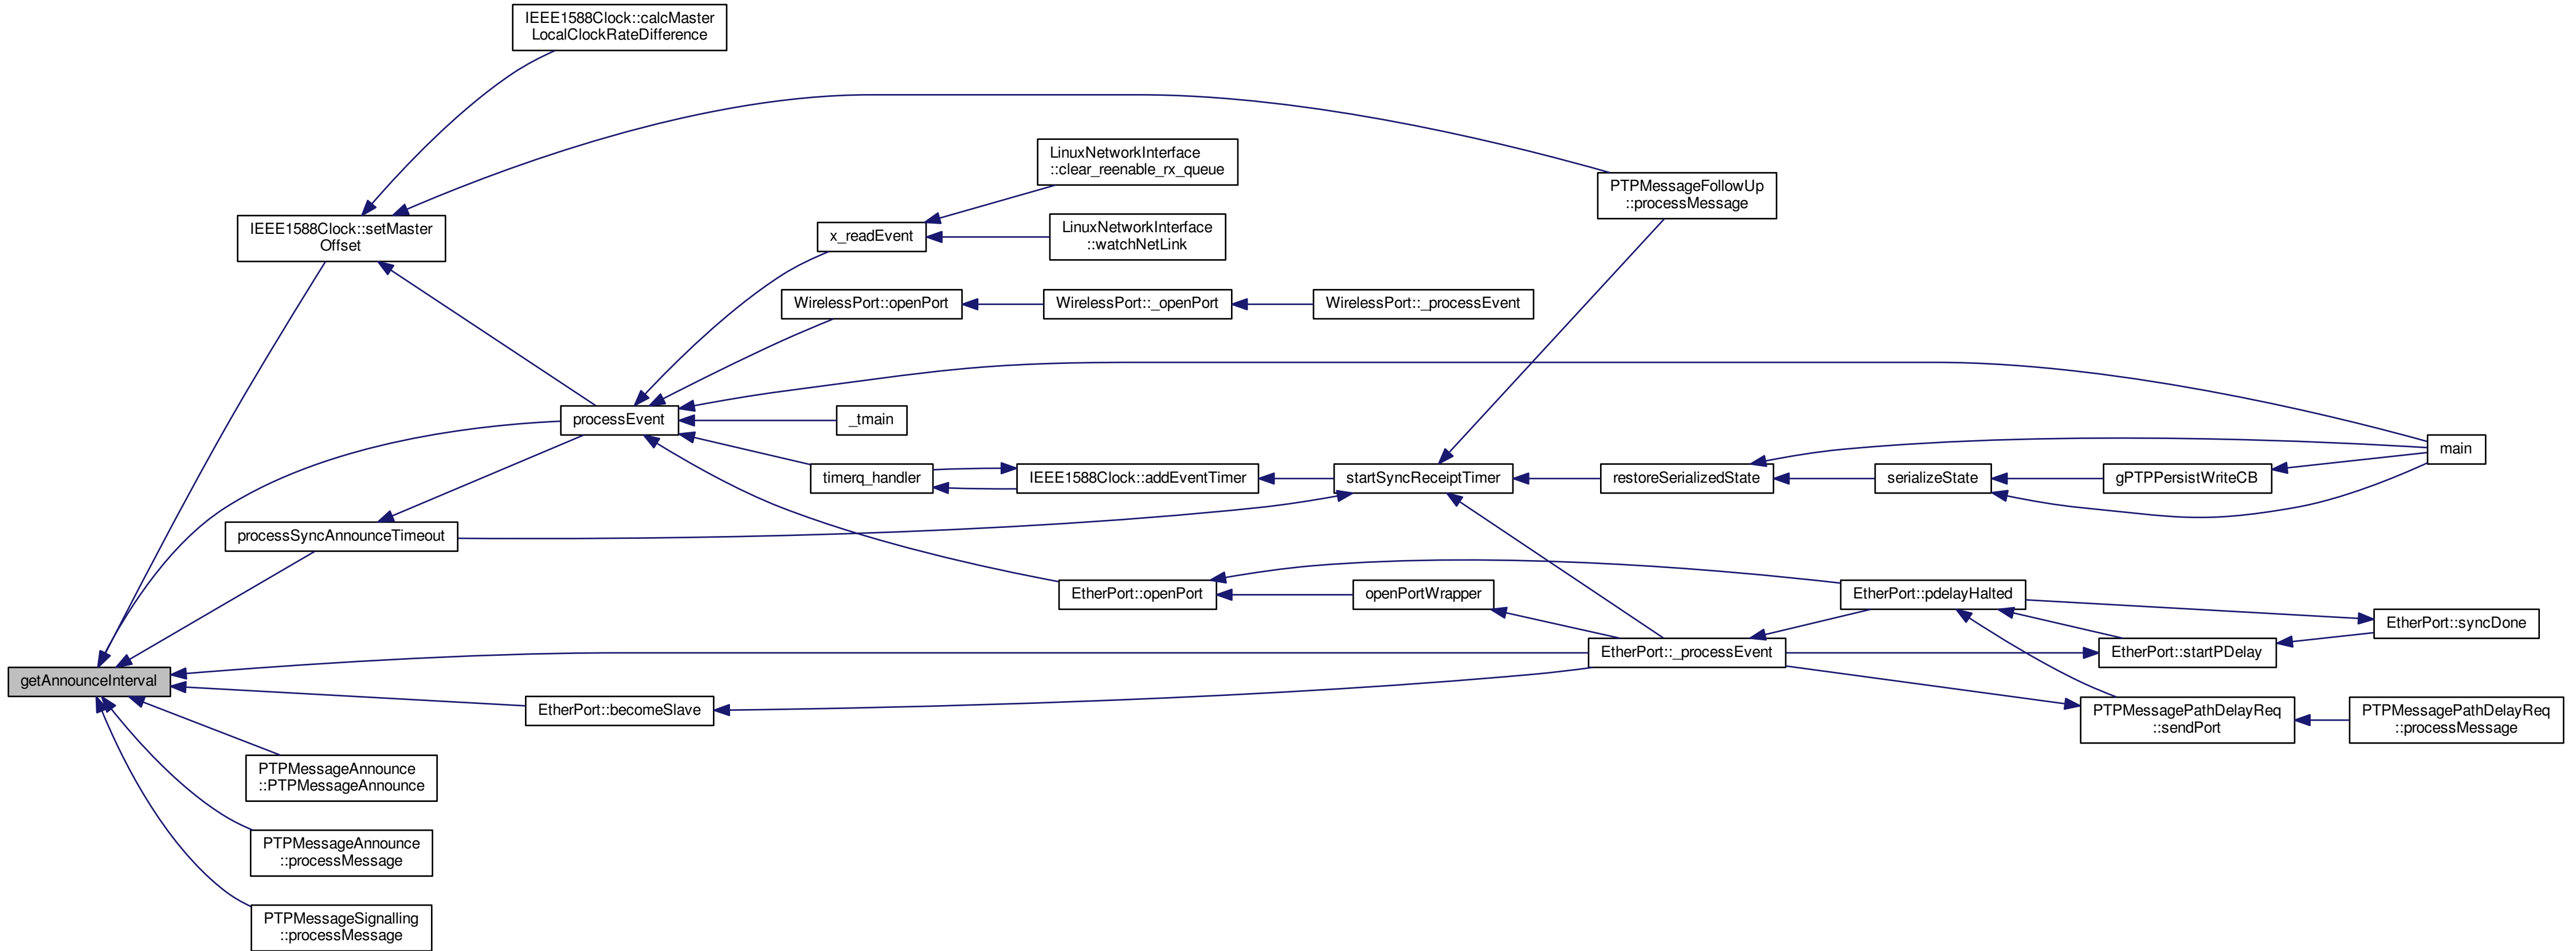 IEEE1588Clock::calcMaster
LocalClockRateDifference
LinuxNetworkInterface
::clear_reenable_rx_queue
PTPMessageFollowUp
::processMessage
IEEE1588Clock::setMaster
Offset
x_readEvent
LinuxNetworkInterface
::watchNetLink
WirelessPort::openPort
WirelessPort::_openPort
WirelessPort::_processEvent
processEvent
_tmain
main
timerq_handler
IEEE1588Clock::addEventTimer
startSyncReceiptTimer
restoreSerializedState
serializeState
gPTPPersistWriteCB
processSyncAnnounceTimeout
EtherPort::openPort
openPortWrapper
EtherPort::pdelayHalted
EtherPort::syncDone
EtherPort::_processEvent
EtherPort::startPDelay
getAnnounceInterval
EtherPort::becomeSlave
PTPMessagePathDelayReq
::sendPort
PTPMessagePathDelayReq
::processMessage
PTPMessageAnnounce
::PTPMessageAnnounce
PTPMessageAnnounce
::processMessage
PTPMessageSignalling
::processMessage